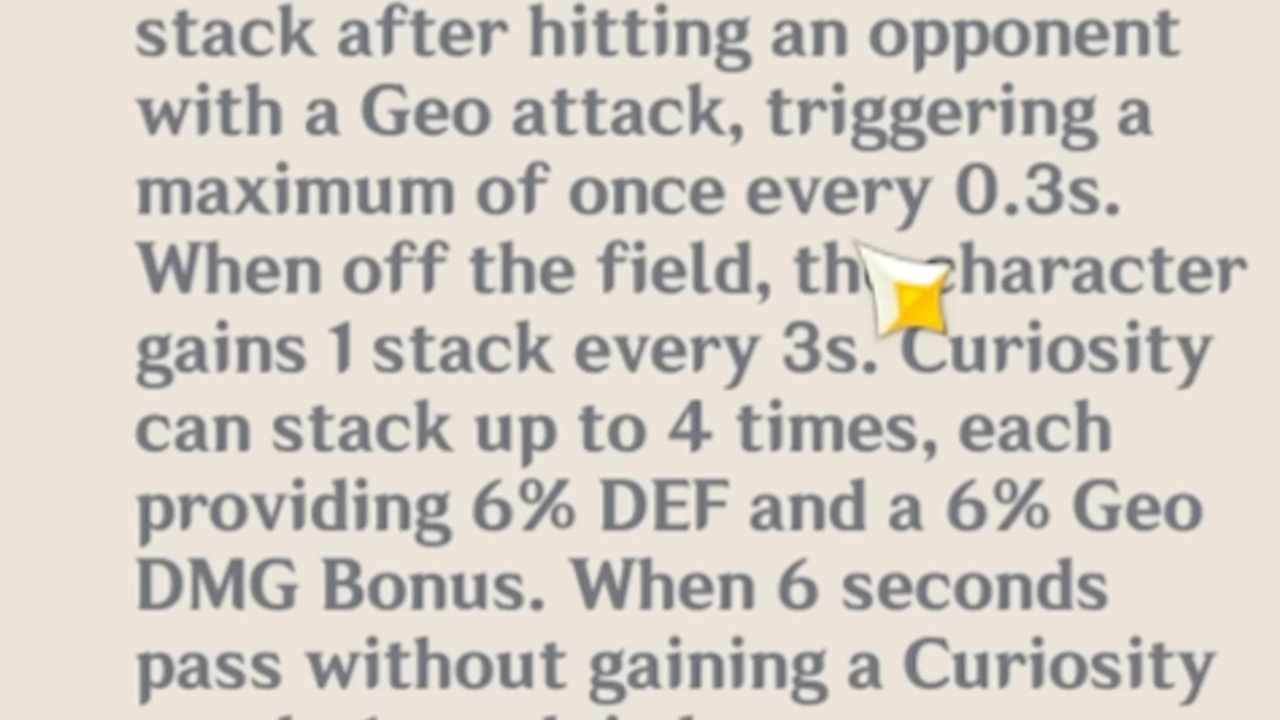 stack after hitting an opponent
with a Geo attack, triggering a
maximum of once every 0.3s.
When off the field, the character
gains 1 stack every 3s. Curiosity
can stack up to 4 times, each
providing 6% DEF and a 6% Geo
DMG Bonus. When 6 seconds
pass without gaining a Curiosity